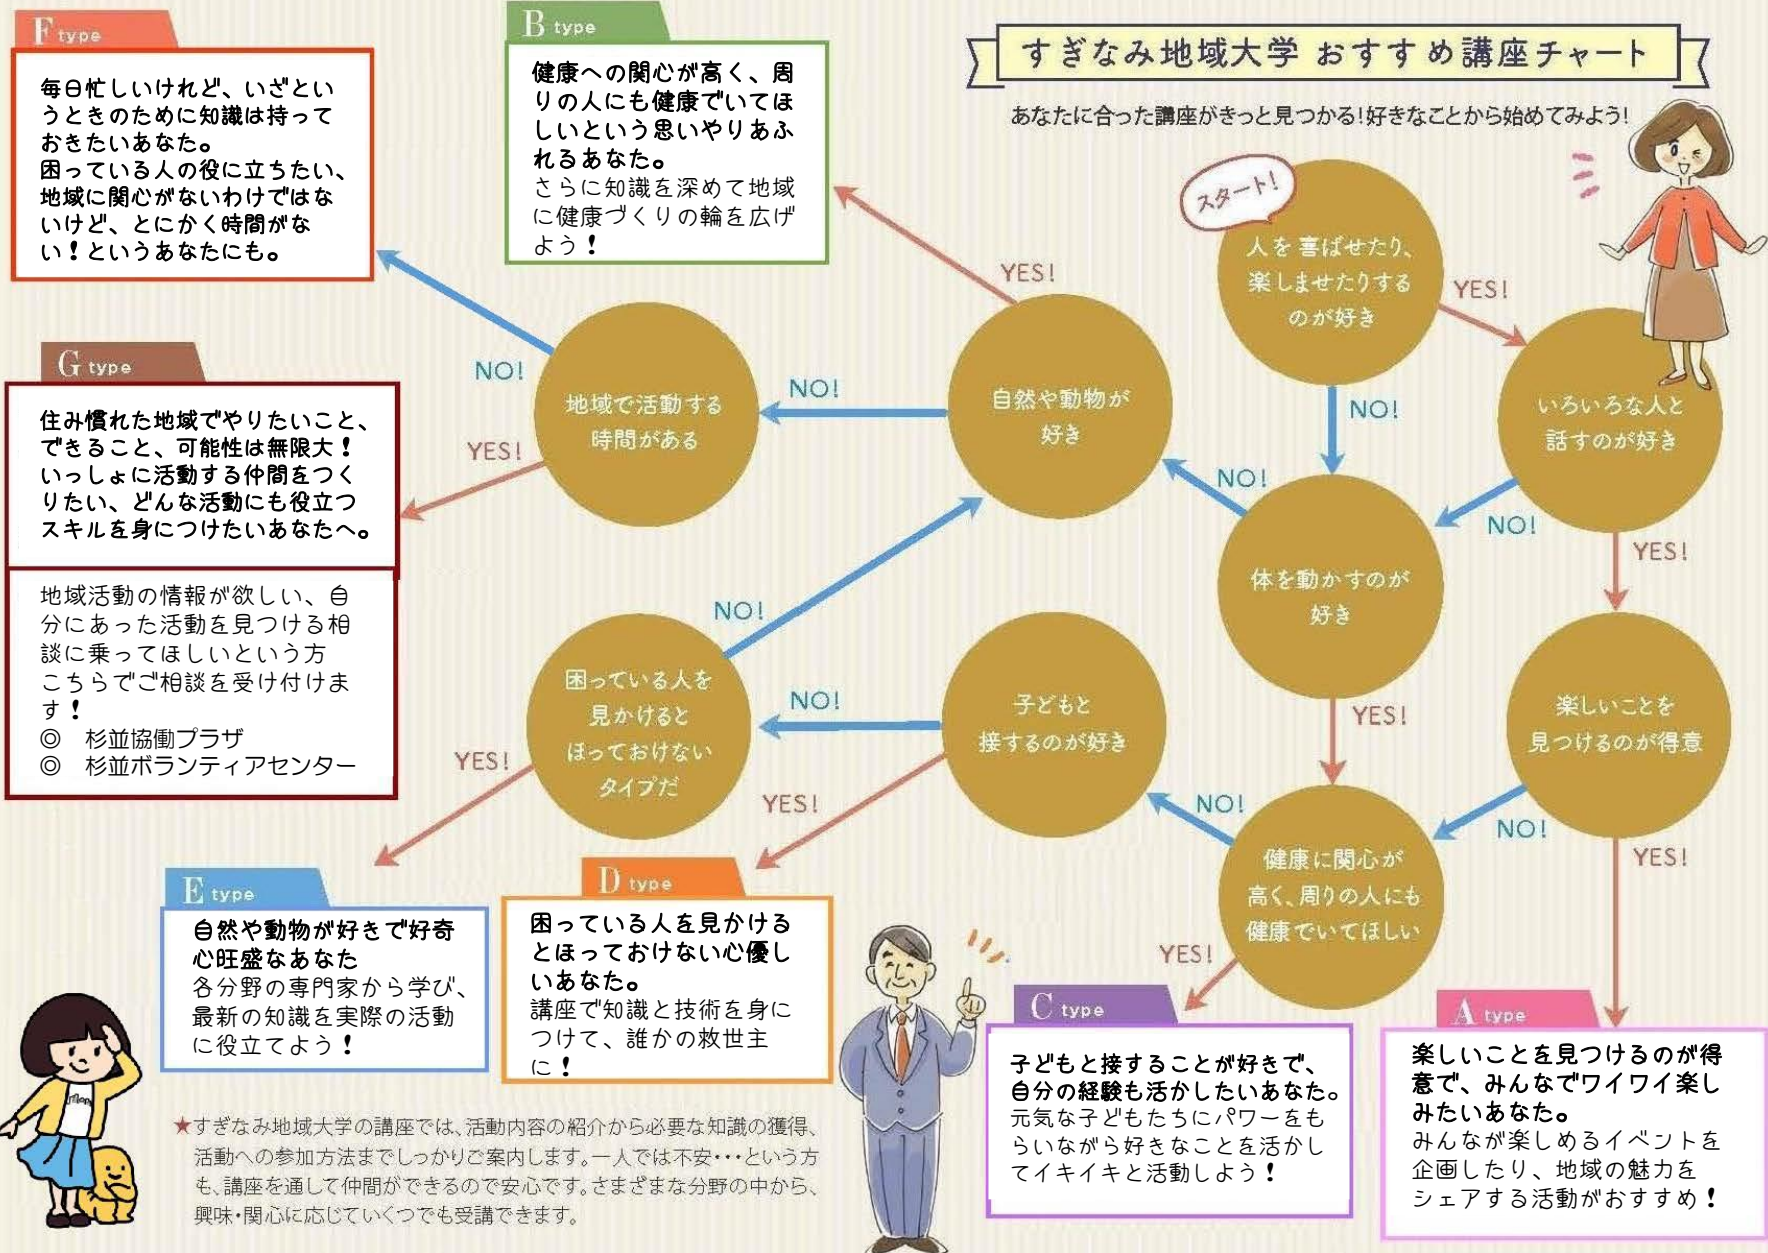 すぎなみ地域大学 おすすめ講座チャート
あなたに合った講座がきっと見つかる!好きなことから始めてみよう!
F type
毎日忙しいけれど、いざとい
うときのために知識は持って
おきたいあなた。
困っている人の役に立ちたい、
地域に関心がないわけではな
いけど、とにかく時間がな
い！というあなたにも。
B type
健康への関心が高く、周
りの人にも健康でいてほ
しいという思いやりあふ
れるあなた。
さらに知識を深めて地域
に健康づくりの輪を広げ
よう！
スタート!
人を 喜ばせたり、
楽しませたりする
のが好き
YES!
NO!
いろいろな人と
話すのが好き
NO!
YES!
体を動かすのが
好き
NO!
YES!
自然や動物が
好き
YES!
NO!
地域で活動する
時間がある
NO!
YES!
G type
住み慣れた地域でやりたいこと、
できること、可能性は無限大！
いっしょに活動する仲間をつく
りたい、どんな活動にも役立つ
スキルを身につけたいあなたへ。
地域活動の情報が欲しい、自
分にあった活動を見つける相
談に乗ってほしいという方
こちらでご相談を受け付けま
す！
◎ 杉並協働プラザ
◎ 杉並ボランティアセンター
楽しいことを
見つけるのが得意
NO!
YES!
健康に関心が
高く、周りの人にも
健康でいてほしい
NO!
YES!
子どもと
接するのが好き
NO!
YES!
困っている人を
見かけると
ほっておけない
タイプだ
NO!
YES!
E type
自然や動物が好きで好奇
心旺盛なあなた
各分野の専門家から学び、
最新の知識を実際の活動
に役立てよう！
D type
困っている人を見かける
とほっておけない心優し
いあなた。
講座で知識と技術を身に
つけて、誰かの救世主
に！
C type
子どもと接することが好きで、
自分の経験も活かしたいあなた。
元気な子どもたちにパワーをも
らいながら好きなことを活かし
てイキイキと活動しよう！
A type
楽しいことを見つけるのが得
意で、みんなでワイワイ楽し
みたいあなた。
みんなが楽しめるイベントを
企画したり、地域の魅力を
シェアする活動がおすすめ！
★すぎなみ地域大学の講座では、活動内容の紹介から必要な知識の獲得、
活動への参加方法までしっかりご案内します。一人では不安･･･という方
も、講座を通して仲間ができるので安心です。さまざまな分野の中から、
興味・関心に応じていくつでも受講できます。